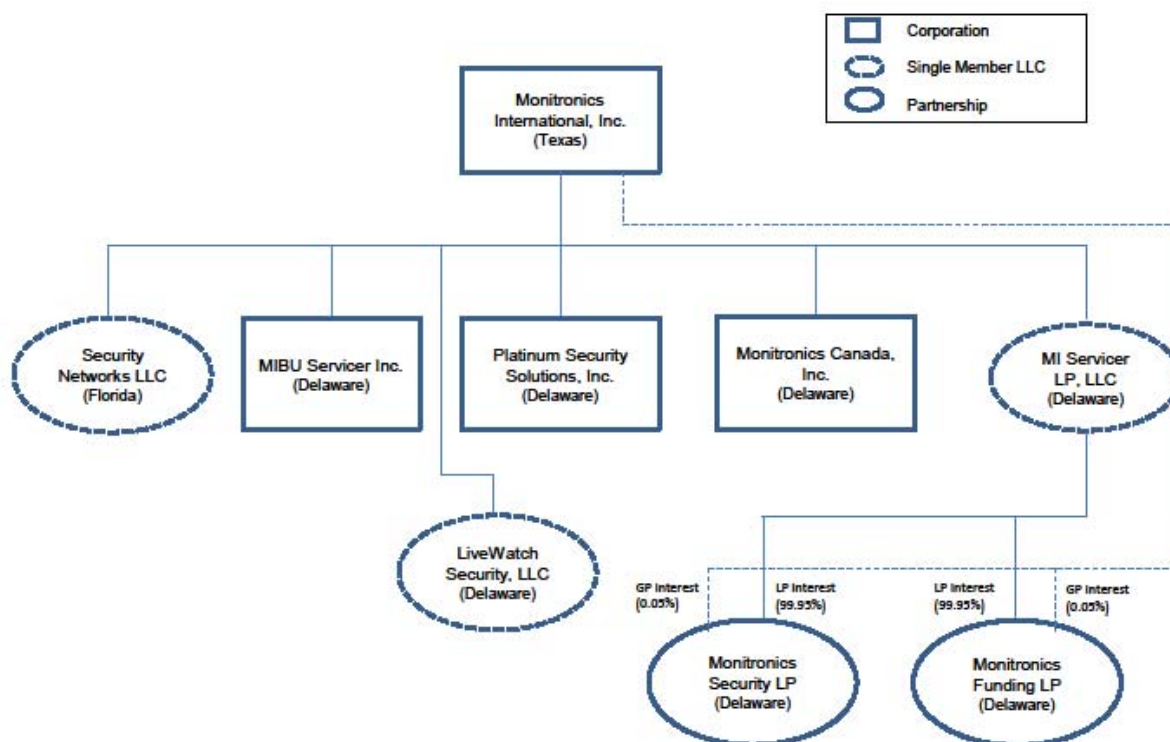 Corporation
Single Member LLC
Partnership
Monitronics
International, Inc.
(Texas)
Security
Networks LLC
(Florida)
MIBU Servicer Inc.
(Delaware)
Platinum Security
Solutions, Inc.
(Delaware)
Monitronics Canada,
Inc.
(Delaware)
MI Servicer
LP, LLC
(Delaware)
LiveWatch
Security, LLC
(Delaware)
GP Interest
(0.05%)
LP Interest
(99.95%)
LP Interest
(99.95%)
GP Interest
(0.05%)
Monitronics
Security LP
(Delaware)
Monitronics
Funding LP
(Delaware)